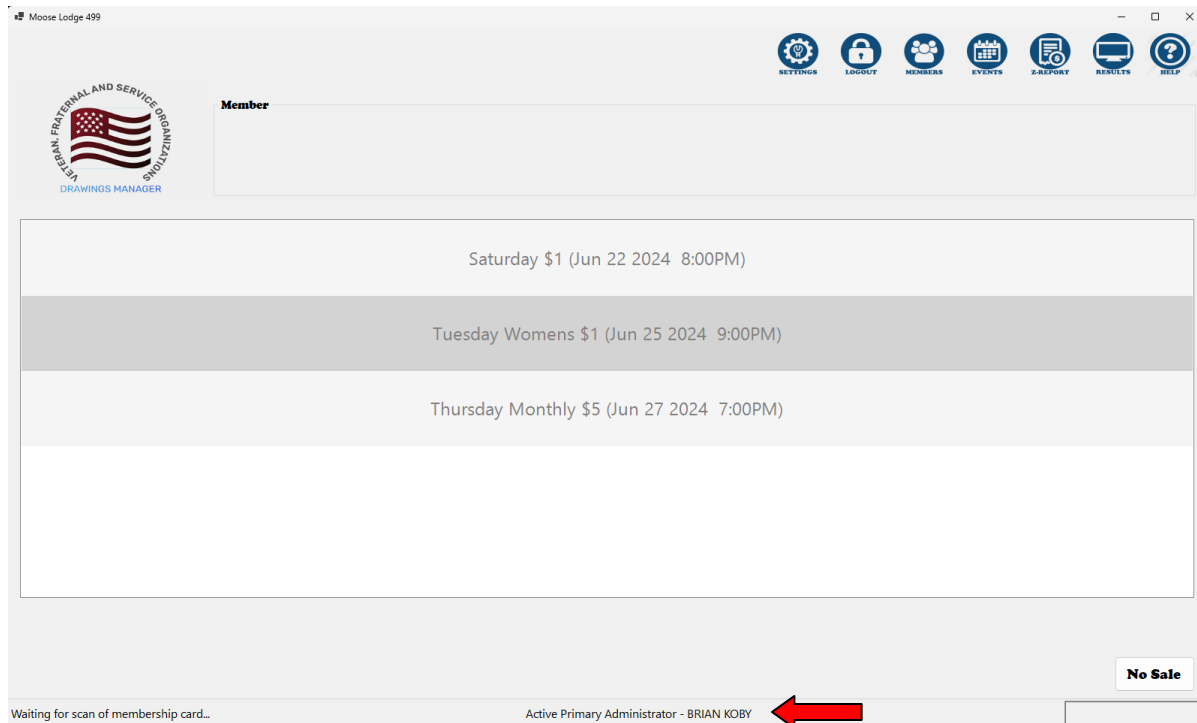 Moose Lodge 499
SETTINGS LOGOUT MEMBERS EVENTS Z-REPORT RESULTS HELP
VETERAN, FRATERNAL AND SERVICE ORGANIZATIONS
DRAWINGS MANAGER
Member
Saturday $1 (Jun 22 2024  8:00PM)
Tuesday Womens $1 (Jun 25 2024  9:00PM)
Thursday Monthly $5 (Jun 27 2024  7:00PM)
No Sale
Waiting for scan of membership card... Active Primary Administrator - BRIAN KOBY